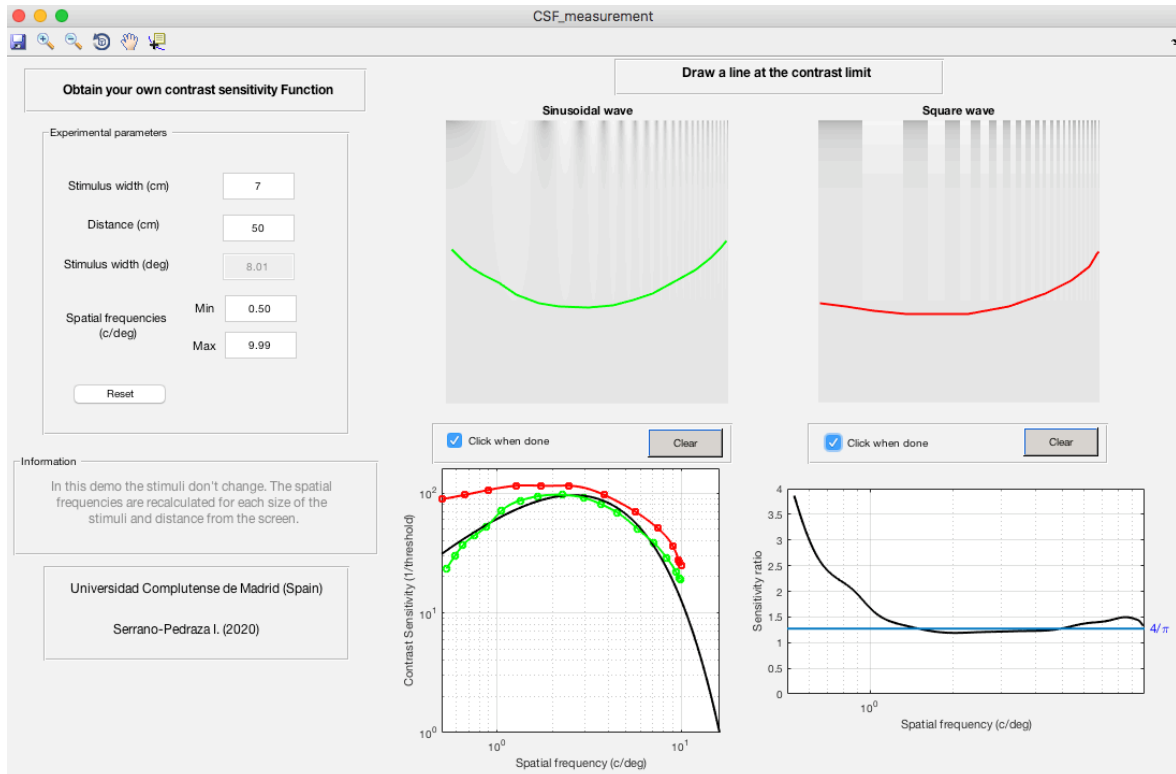 CSF_measurement
Obtain your own contrast sensitivity Function
Draw a line at the contrast limit
Experimental parameters
Stimulus width (cm)
7
Distance (cm)
50
Stimulus width (deg)
8.01
Spatial frequencies
(c/deg)
Min
0.50
Max
9.99
Reset
Information
In this demo the stimuli don't change. The spatial
frequencies are recalculated for each size of the
stimuli and distance from the screen.
Universidad Complutense de Madrid (Spain)
Serrano-Pedraza I. (2020)
Sinusoidal wave
Click when done
Clear
Contrast Sensitivity (1/threshold)
10²
10¹
10⁰
10⁰
10¹
Spatial frequency (c/deg)
Square wave
Click when done
Clear
Sensitivity ratio
4
3.5
3
2.5
2
1.5
1
0.5
0
4/π
10⁰
Spatial frequency (c/deg)